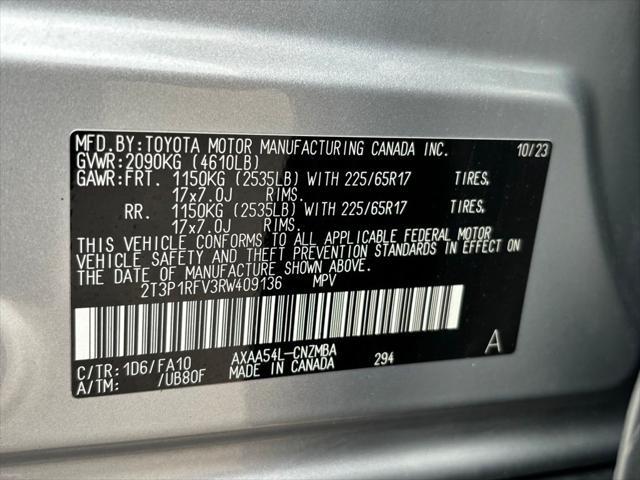 MFD.BY:TOYOTA MOTOR MANUFACTURING CANADA INC. 10/23
GVWR:2090KG (4610LB)
GAWR:FRT. 1150KG (2535LB) WITH 225/65R17 TIRES,
17x7.0J RIMS.
RR. 1150KG (2535LB) WITH 225/65R17 TIRES,
17x7.0J RIMS.
THIS VEHICLE CONFORMS TO ALL APPLICABLE FEDERAL MOTOR
VEHICLE SAFETY AND THEFT PREVENTION STANDARDS IN EFFECT ON
THE DATE OF MANUFACTURE SHOWN ABOVE.
2T3P1RFV3RW409136 MPV
C/TR: 1D6/FA10 AXAA54L-CNZMBA 294 A
A/TM: /UB80F MADE IN CANADA